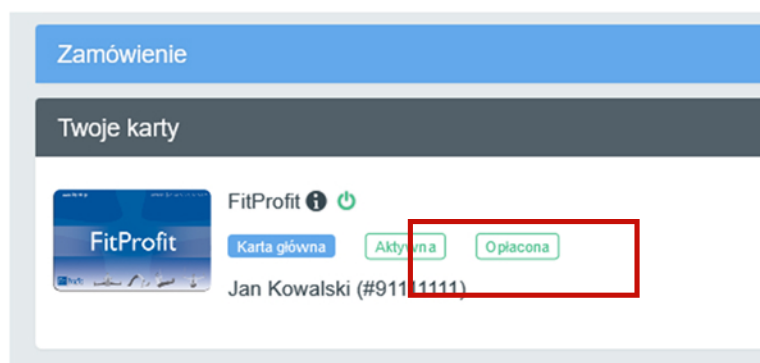 Zamówienie
Twoje karty
FitProfit
FitProfit
Karta główna Aktywna Opłacona
Jan Kowalski (#91111111)